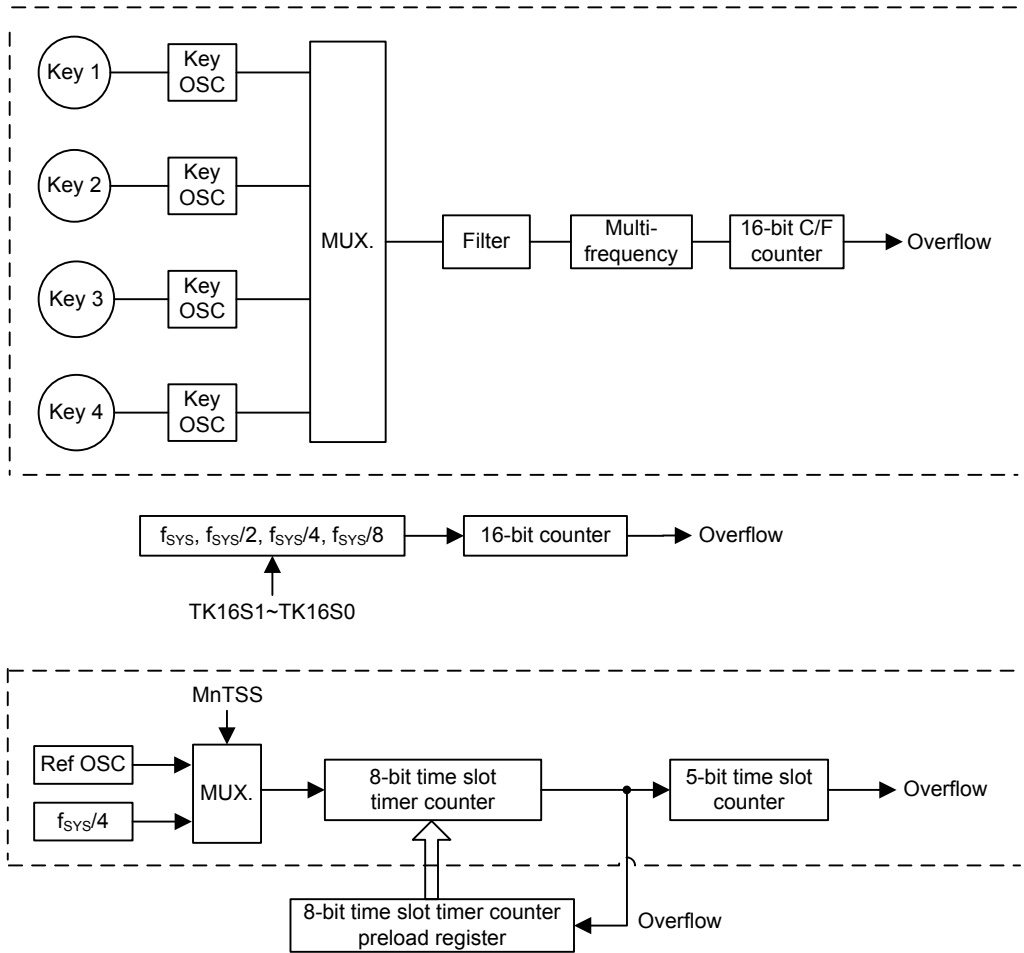 Key 1
Key
OSC
Key 2
Key
OSC
Key 3
Key
OSC
Key 4
Key
OSC
MUX.
Filter
Multi-
frequency
16-bit C/F
counter
Overflow
fSYS, fSYS/2, fSYS/4, fSYS/8
16-bit counter
Overflow
TK16S1~TK16S0
MnTSS
Ref OSC
fSYS/4
MUX.
8-bit time slot
timer counter
5-bit time slot
counter
Overflow
8-bit time slot timer counter
preload register
Overflow